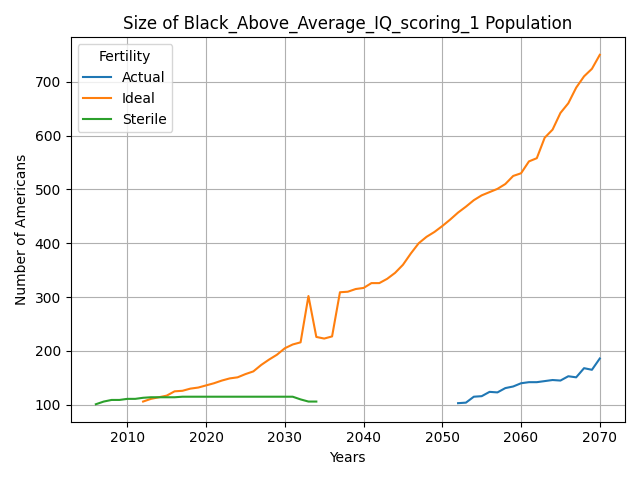 Size of Black_Above_Average_IQ_scoring_1 Population
Fertility
Actual
Ideal
Sterile
Number of Americans
700
600
500
400
300
200
100
2010 2020 2030 2040 2050 2060 2070
Years